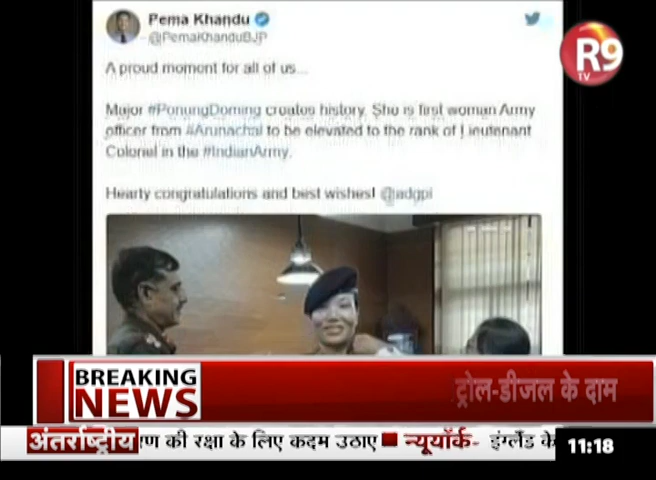 Pema Khandu
@PemaKhanduBJP
A proud moment for all of us...
Major #PonungDoming creates history. She is first woman Army
officer from #Arunachal to be elevated to the rank of Lieutenant
Colonel in the #IndianArmy.
Hearty congratulations and best wishes! @adgpi
R9
TV
BREAKING
NEWS
ट्रोल-डीजल के दाम
अंतर्राष्ट्रीय
रण की रक्षा के लिए कदम उठाए
न्यूयॉर्क- इंग्लैंड के
11:18